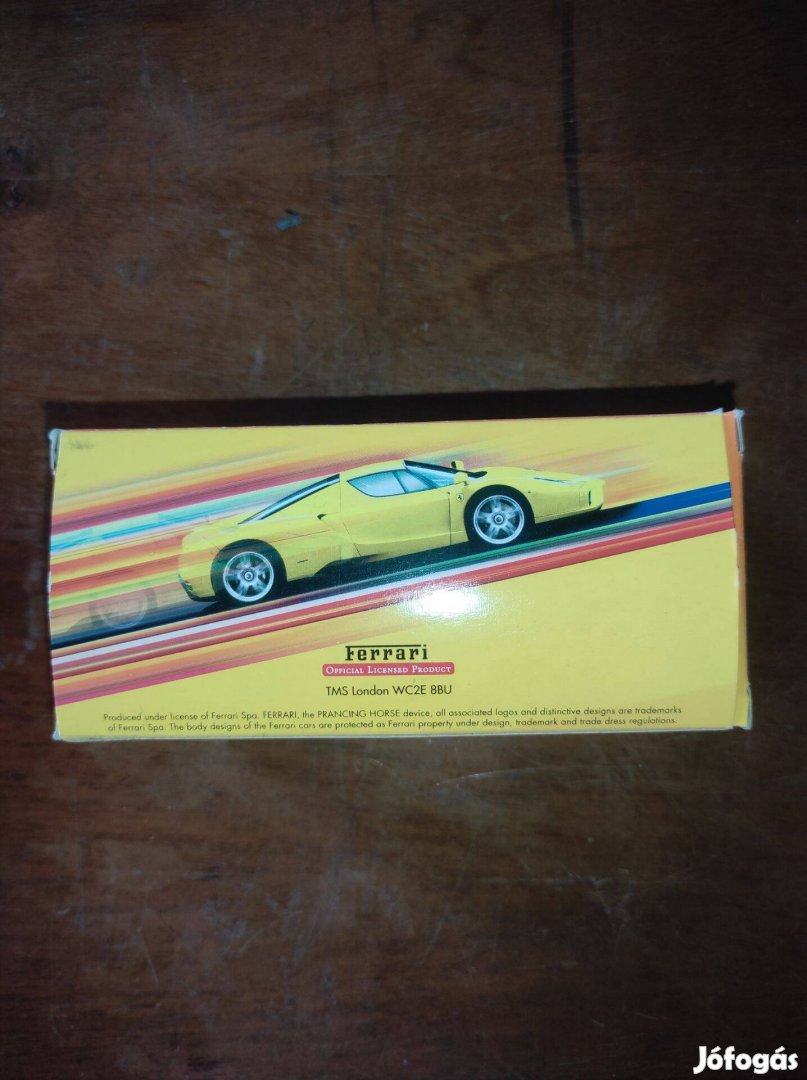 Ferrari
Official Licensed Product
TMS London WC2E 8BU
Produced under license of Ferrari Spa. FERRARI, the PRANCING HORSE device, all associated logos and distinctive designs are trademarks
of Ferrari Spa. The body designs of the Ferrari cars are protected as Ferrari property under design, trademark and trade dress regulations.
Jófogás